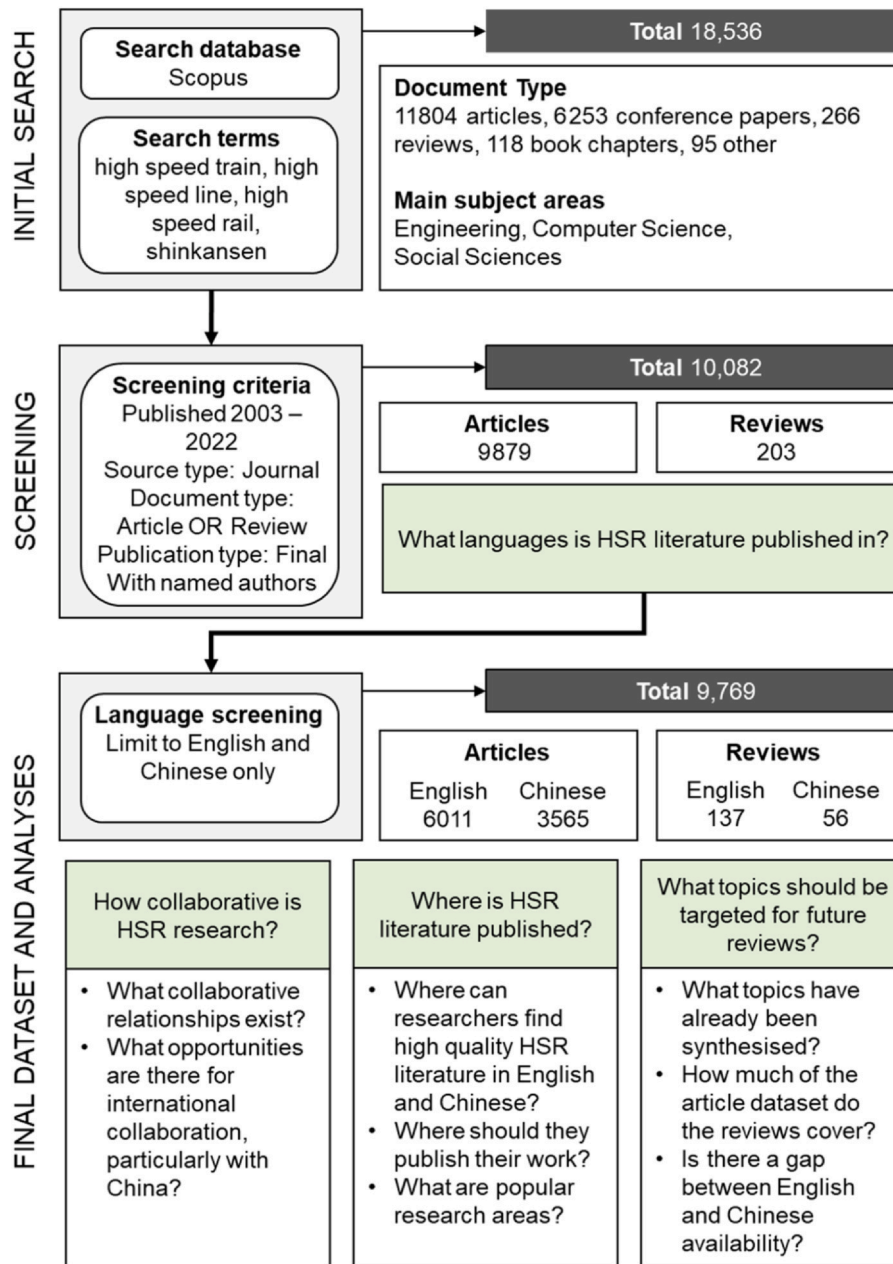 INITIAL SEARCH
Search database
Scopus
Search terms
high speed train, high
speed line, high
speed rail,
shinkansen
Total 18,536
Document Type
11804 articles, 6253 conference papers, 266
reviews, 118 book chapters, 95 other
Main subject areas
Engineering, Computer Science,
Social Sciences
SCREENING
Screening criteria
Published 2003 –
2022
Source type: Journal
Document type:
Article OR Review
Publication type: Final
With named authors
Total 10,082
Articles
9879
Reviews
203
What languages is HSR literature published in?
FINAL DATASET AND ANALYSES
Language screening
Limit to English and
Chinese only
Total 9,769
Articles
English Chinese
6011 3565
Reviews
English Chinese
137 56
How collaborative is
HSR research?
• What collaborative
relationships exist?
• What opportunities
are there for
international
collaboration,
particularly with
China?
Where is HSR
literature published?
• Where can
researchers find
high quality HSR
literature in English
and Chinese?
• Where should they
publish their work?
• What are popular
research areas?
What topics should be
targeted for future
reviews?
• What topics have
already been
synthesised?
• How much of the
article dataset do
the reviews cover?
• Is there a gap
between English
and Chinese
availability?